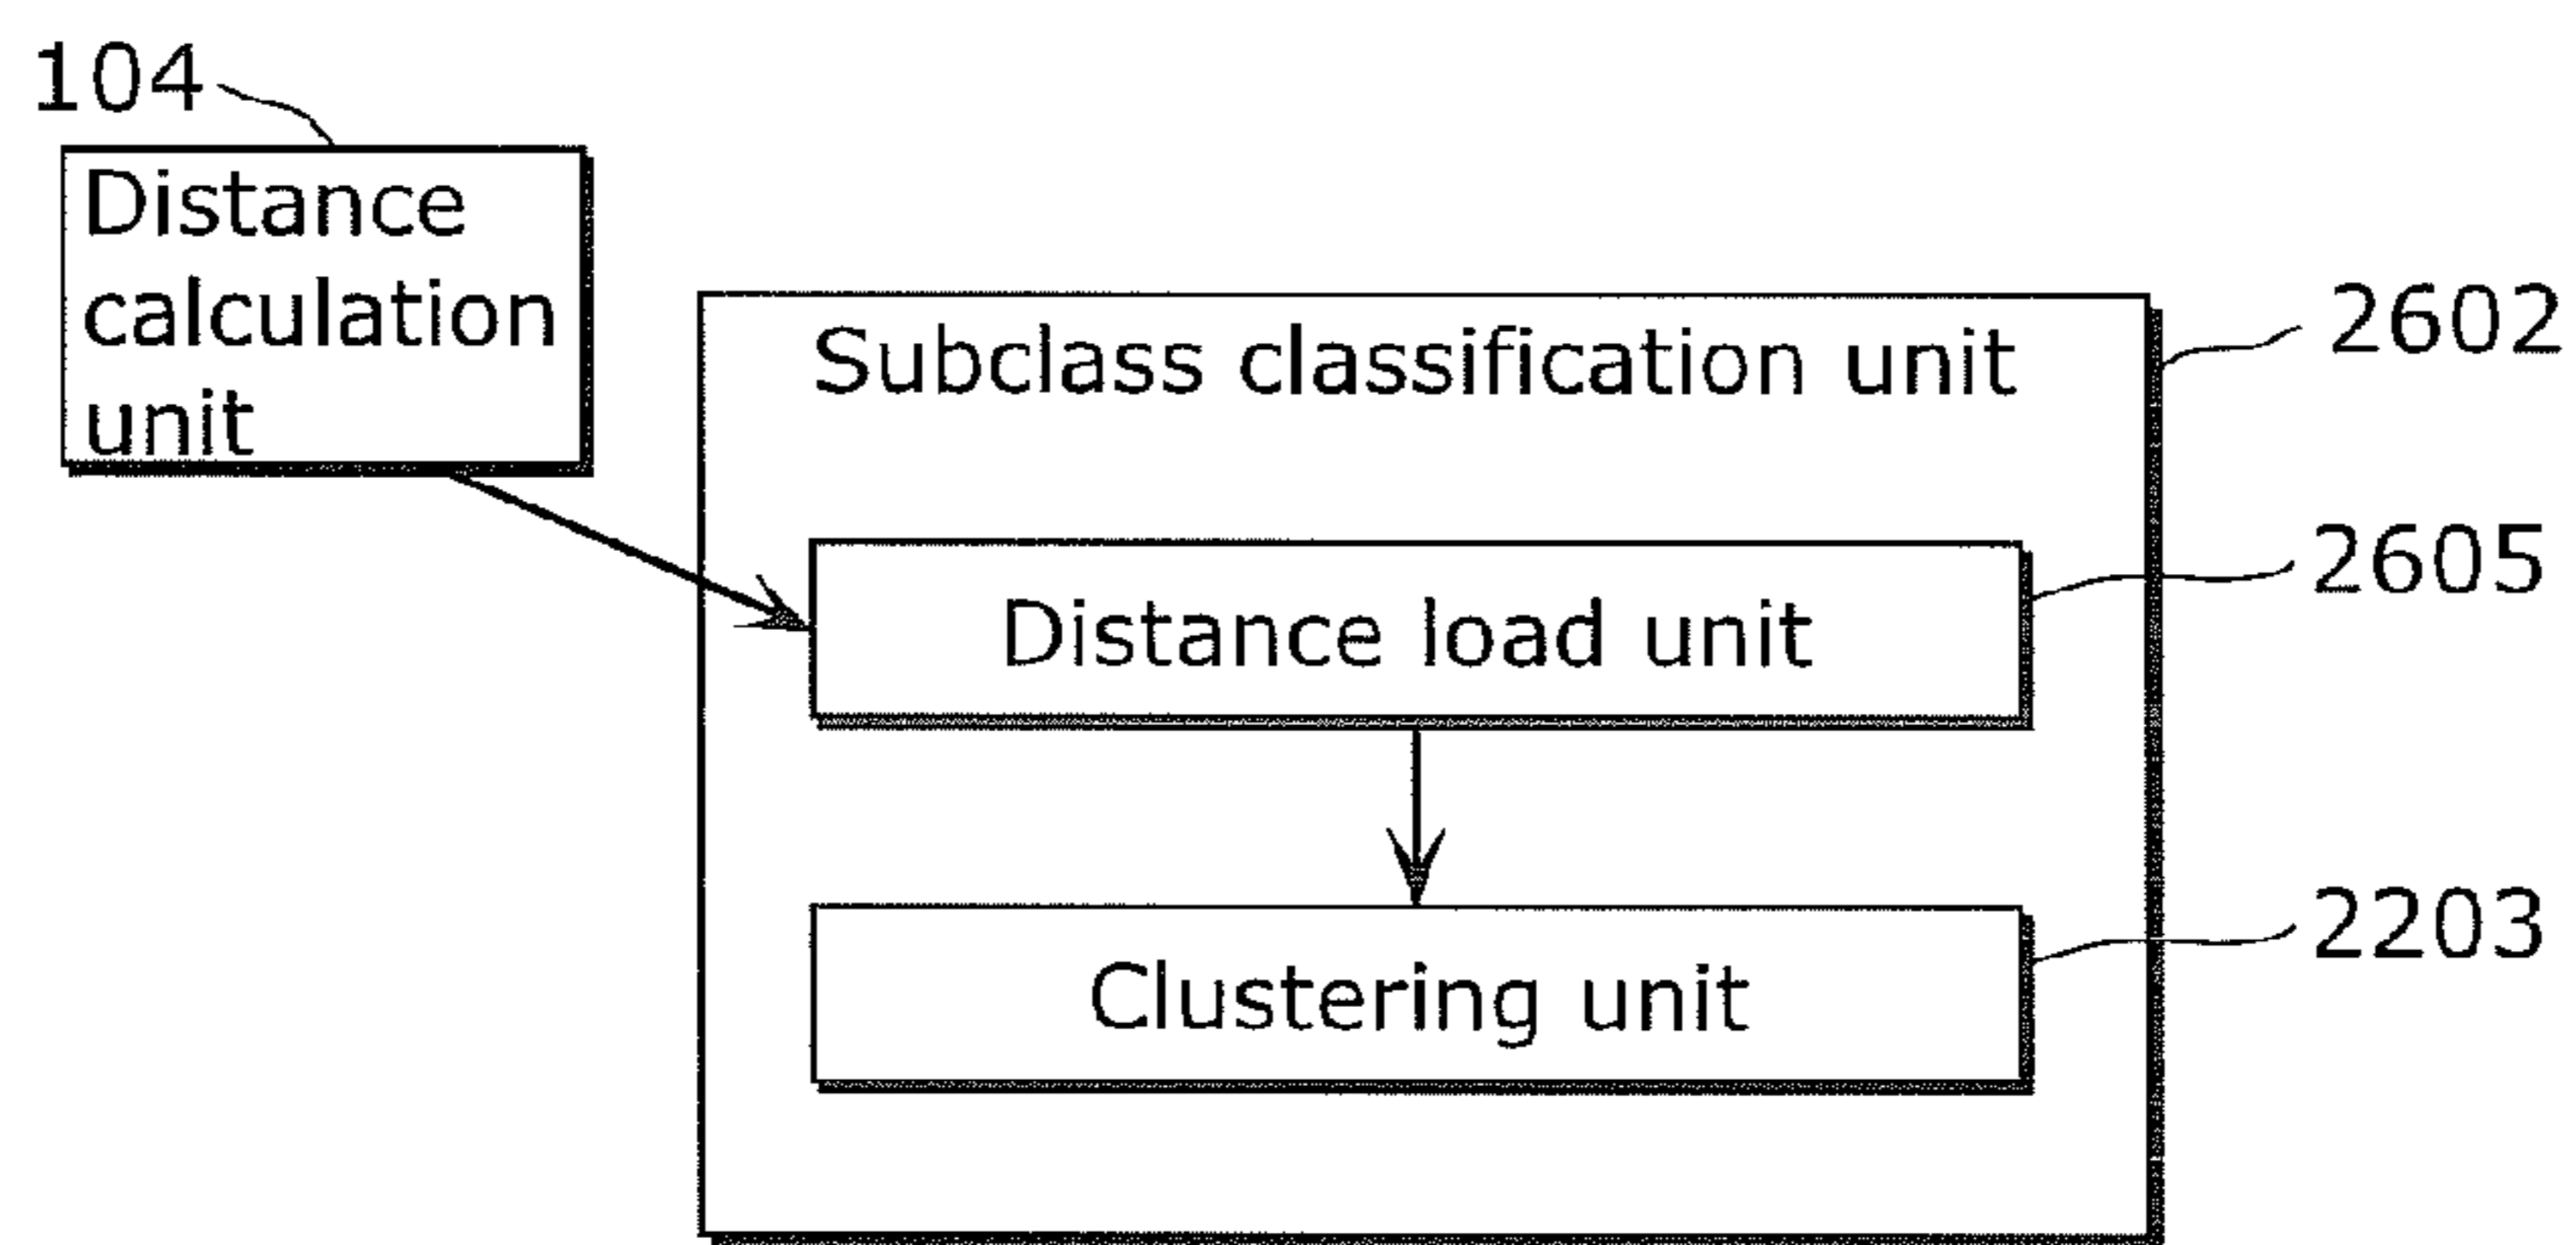 104
Distance
calculation
unit
Subclass classification unit
2602
Distance load unit
2605
Clustering unit
2203